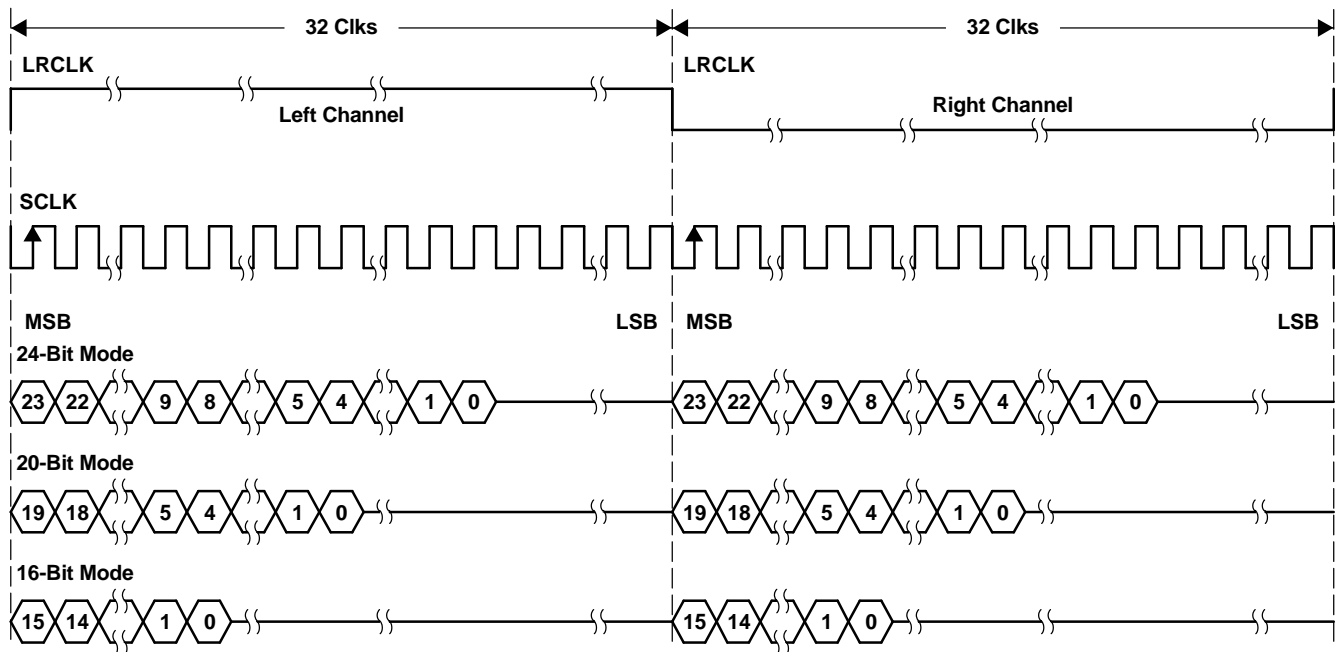 32 Clks 32 Clks
LRCLK LRCLK
Left Channel Right Channel
SCLK
MSB LSB MSB LSB
24-Bit Mode
23 22 9 8 5 4 1 0 23 22 9 8 5 4 1 0
20-Bit Mode
19 18 5 4 1 0 19 18 5 4 1 0
16-Bit Mode
15 14 1 0 15 14 1 0